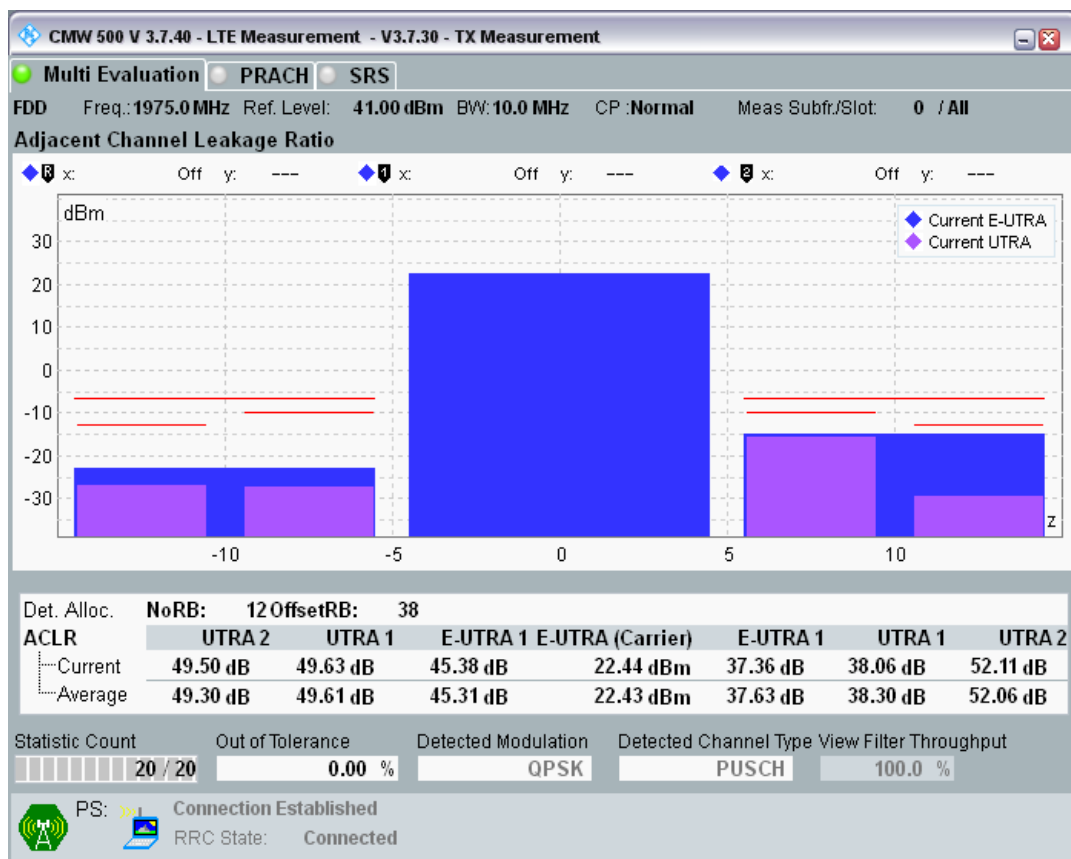 CMW 500 V 3.7.40 - LTE Measurement - V3.7.30 - TX Measurement
Multi Evaluation PRACH SRS
FDD Freq.: 1975.0 MHz Ref. Level: 41.00 dBm BW: 10.0 MHz CP :Normal Meas Subfr./Slot: 0 / All
Adjacent Channel Leakage Ratio
R x: Off y: --- 1 x: Off y: --- 2 x: Off y: ---
dBm
Current E-UTRA
Current UTRA
30
20
10
0
-10
-20
-30
z
-10 -5 0 5 10
Det. Alloc. NoRB: 12 OffsetRB: 38
ACLR UTRA 2 UTRA 1 E-UTRA 1 E-UTRA (Carrier) E-UTRA 1 UTRA 1 UTRA 2
Current 49.50 dB 49.63 dB 45.38 dB 22.44 dBm 37.36 dB 38.06 dB 52.11 dB
Average 49.30 dB 49.61 dB 45.31 dB 22.43 dBm 37.63 dB 38.30 dB 52.06 dB
Statistic Count Out of Tolerance Detected Modulation Detected Channel Type View Filter Throughput
20 / 20 0.00 % QPSK PUSCH 100.0 %
PS: Connection Established
RRC State: Connected